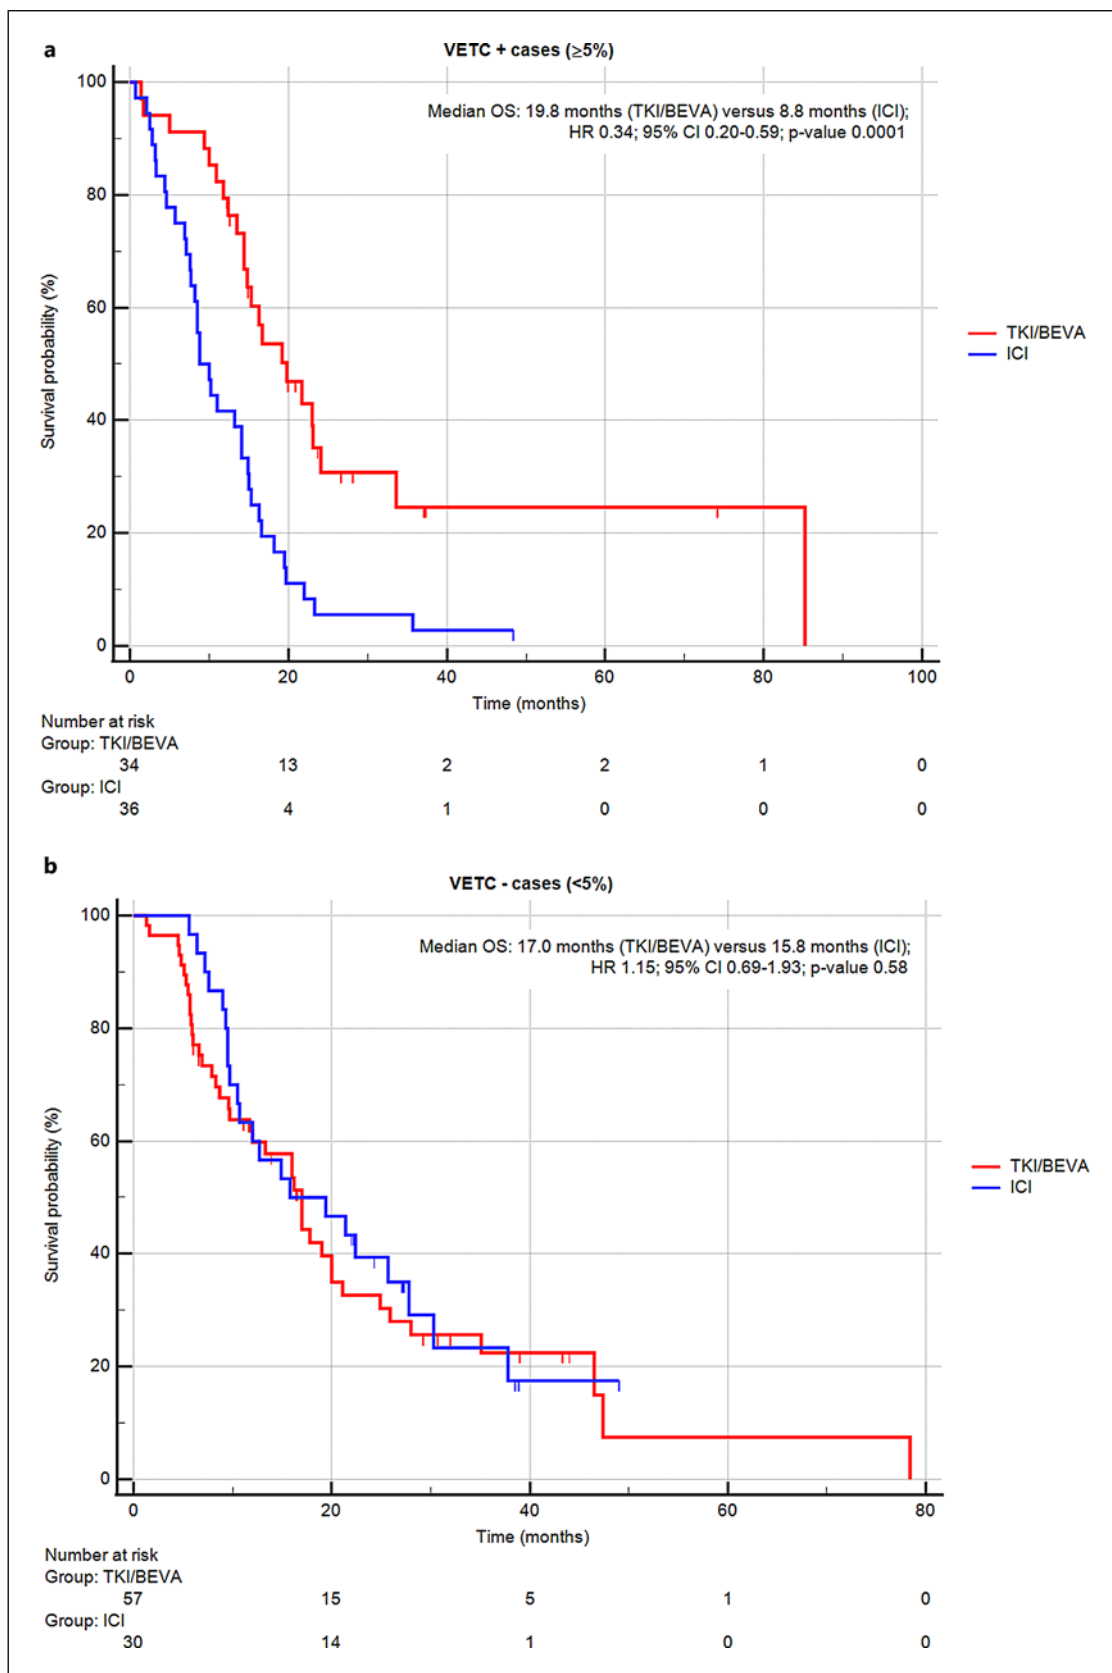 a
VETC + cases (≥5%)
Median OS: 19.8 months (TKI/BEVA) versus 8.8 months (ICI);
HR 0.34; 95% CI 0.20-0.59; p-value 0.0001
100
80
60
40
20
0
Survival probability (%)
TKI/BEVA
ICI
0 20 40 60 80 100
Time (months)
Number at risk
Group: TKI/BEVA
34 13 2 2 1 0
Group: ICI
36 4 1 0 0 0
b
VETC - cases (<5%)
Median OS: 17.0 months (TKI/BEVA) versus 15.8 months (ICI);
HR 1.15; 95% CI 0.69-1.93; p-value 0.58
100
80
60
40
20
0
Survival probability (%)
TKI/BEVA
ICI
0 20 40 60 80
Time (months)
Number at risk
Group: TKI/BEVA
57 15 5 1 0
Group: ICI
30 14 1 0 0